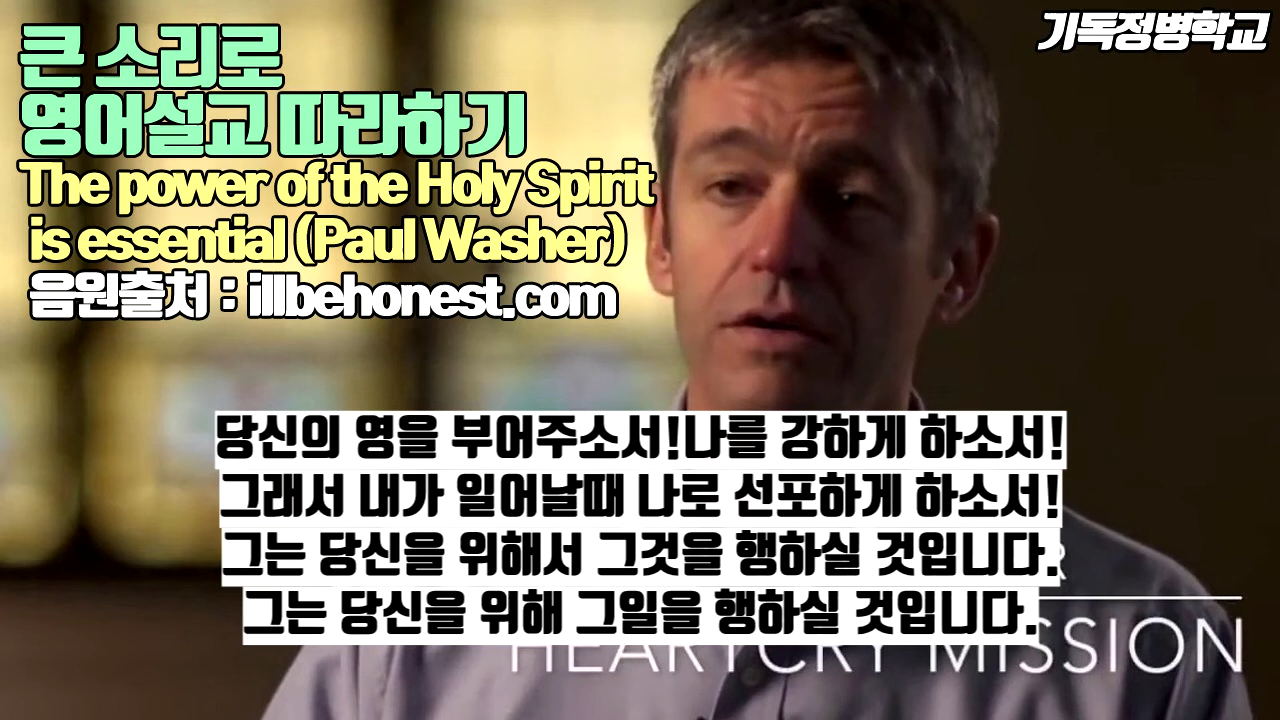 큰 소리로
영어설교 따라하기
The power of the Holy Spirit
is essential (Paul Washer)
음원출처 : illbehonest.com
기독정병학교
당신의 영을 부어주소서!나를 강하게 하소서!
그래서 내가 일어날때 나로 선포하게 하소서!
그는 당신을 위해서 그것을 행하실 것입니다.
그는 당신을 위해 그일을 행하실 것입니다.
HEARTCRY MISSION